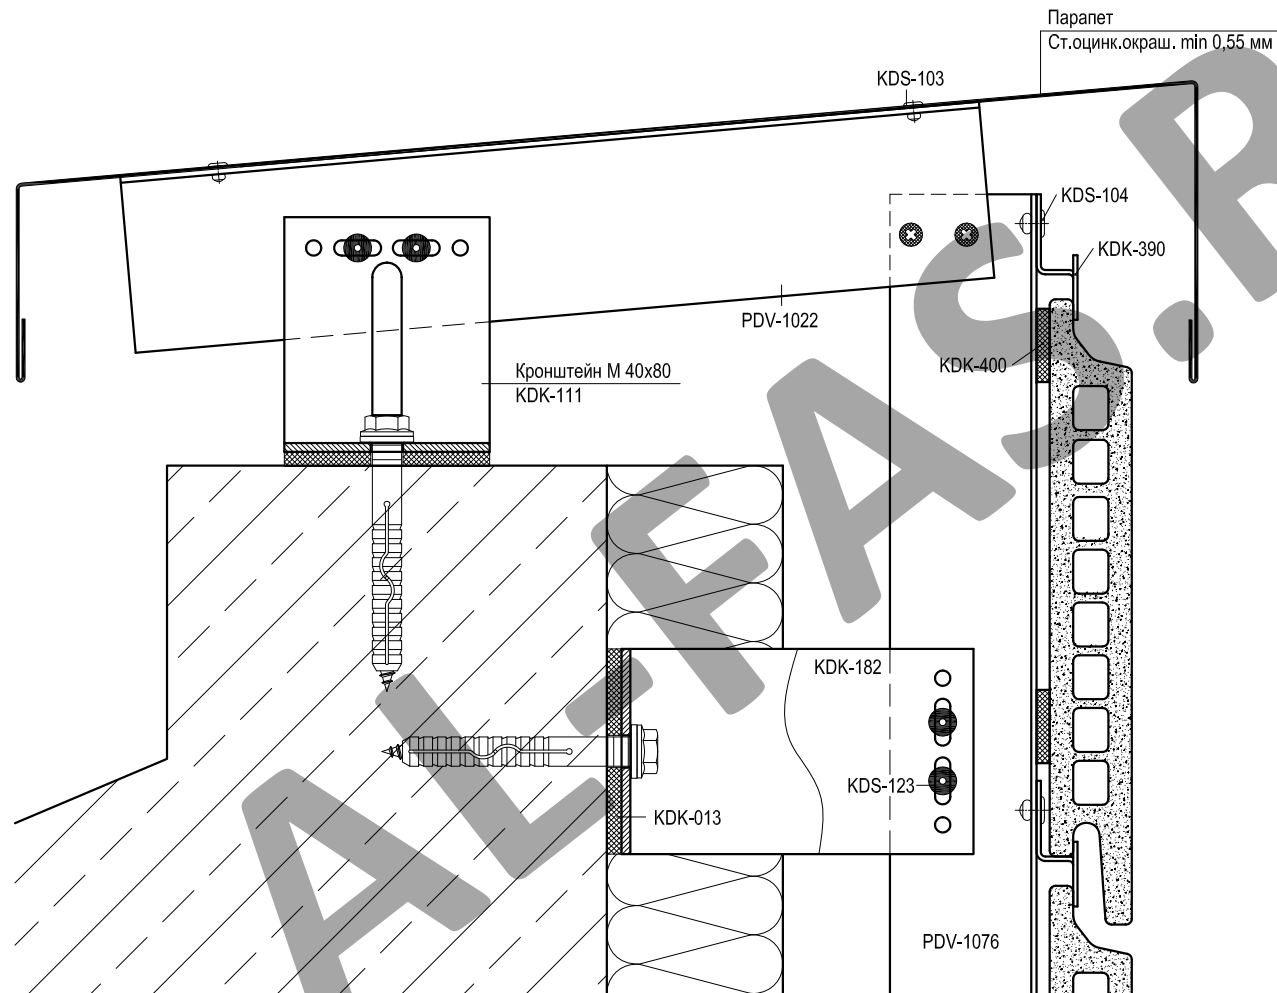 Парапет
Ст.оцинк.окраш. min 0,55 мм
KDS-103
KDS-104
KDK-390
PDV-1022
KDK-400
Кронштейн М 40x80
KDK-111
KDK-182
KDS-123
KDK-013
PDV-1076
AL-FAS.R